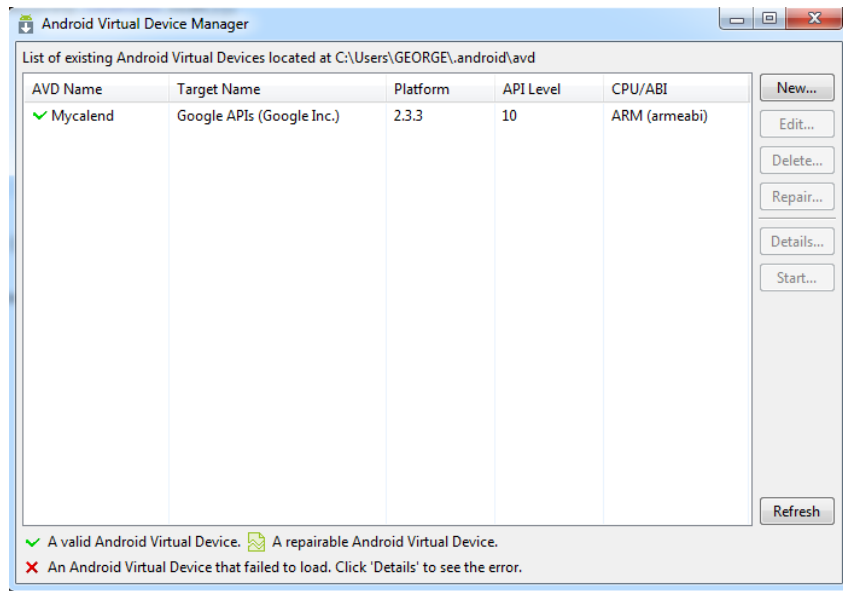 Android Virtual Device Manager
List of existing Android Virtual Devices located at C:\Users\GEORGE\.android\avd
AVD Name Target Name Platform API Level CPU/ABI
Mycalend Google APIs (Google Inc.) 2.3.3 10 ARM (armeabi)
New...
Edit...
Delete...
Repair...
Details...
Start...
Refresh
A valid Android Virtual Device. A repairable Android Virtual Device.
An Android Virtual Device that failed to load. Click 'Details' to see the error.